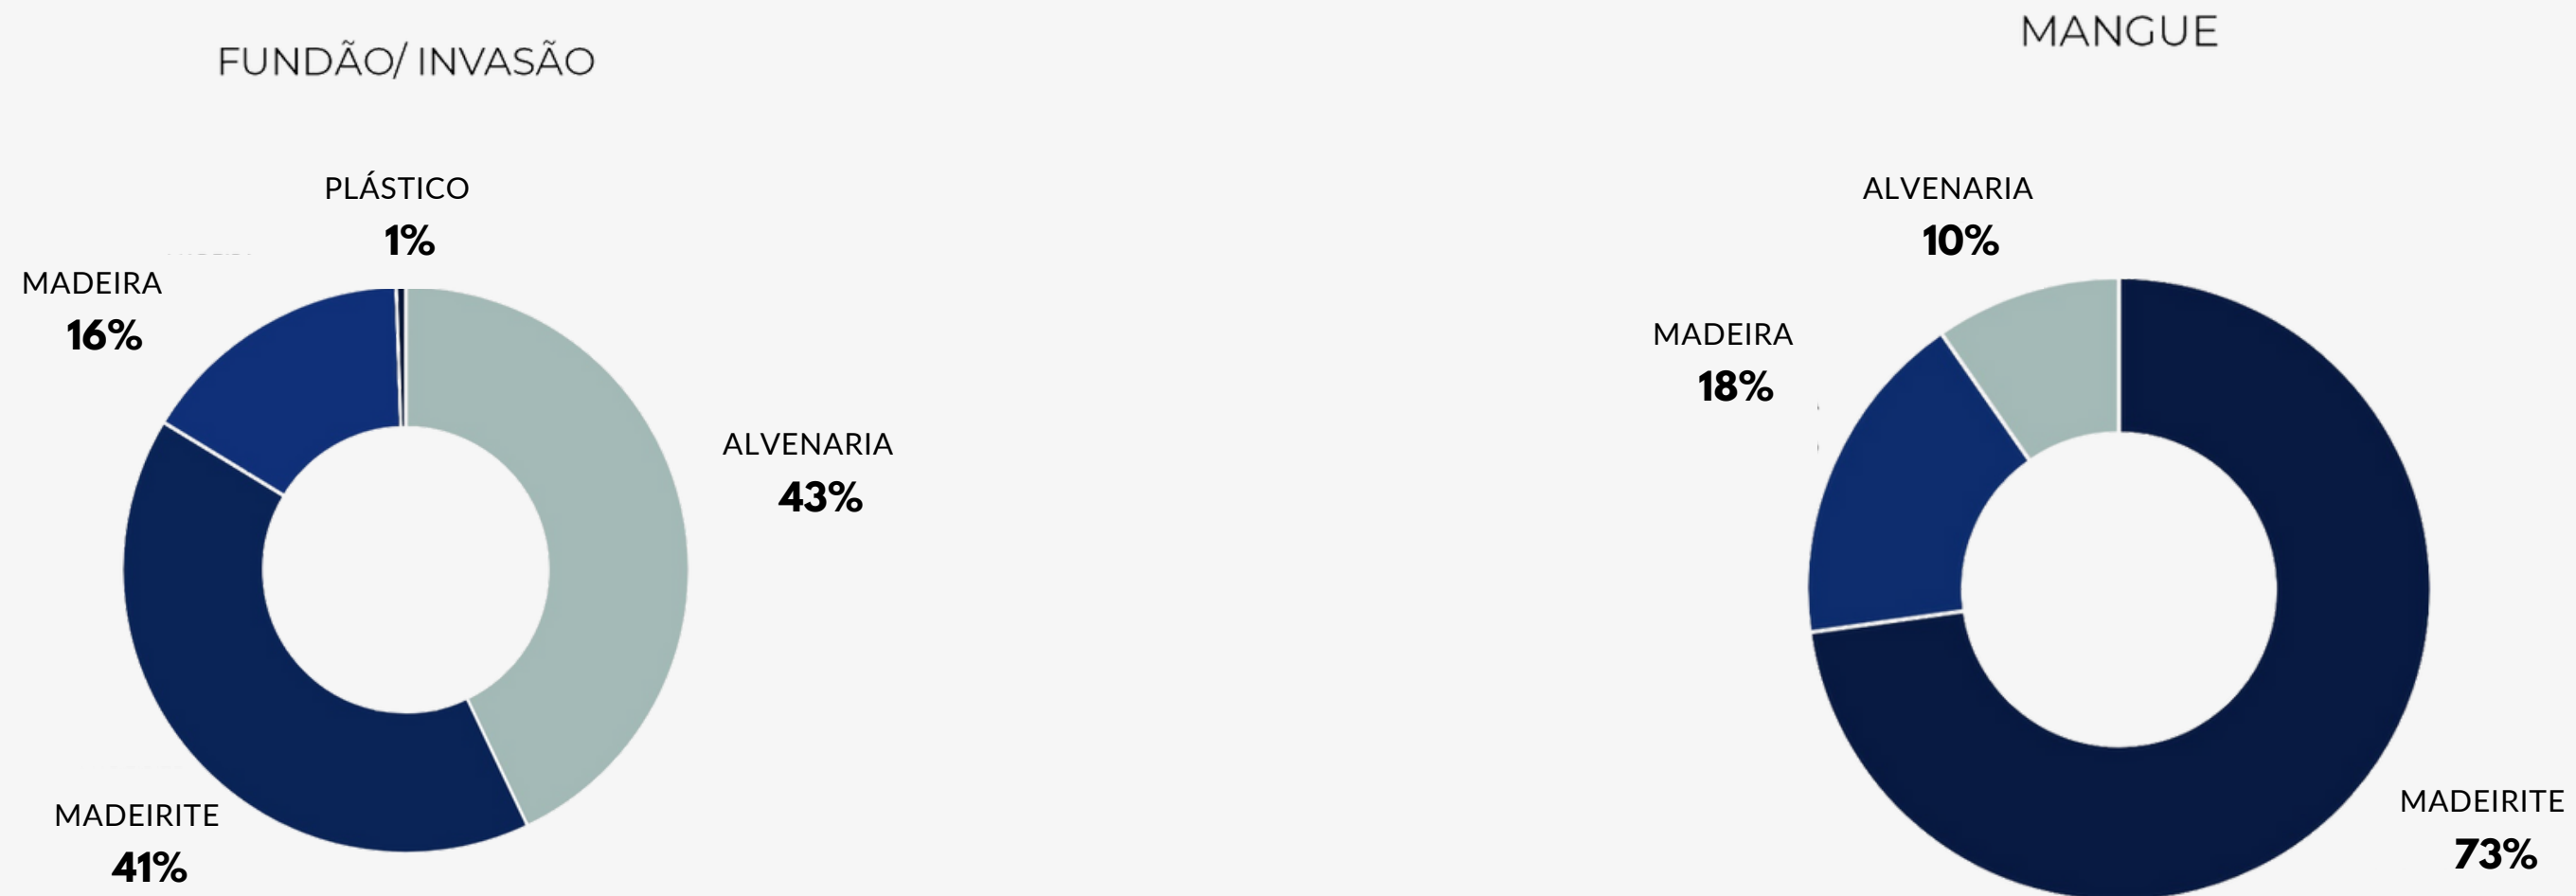 FUNDÃO/ INVASÃO
PLÁSTICO
1%
MADEIRA
16%
ALVENARIA
43%
MADEIRITE
41%
MANGUE
ALVENARIA
10%
MADEIRA
18%
MADEIRITE
73%